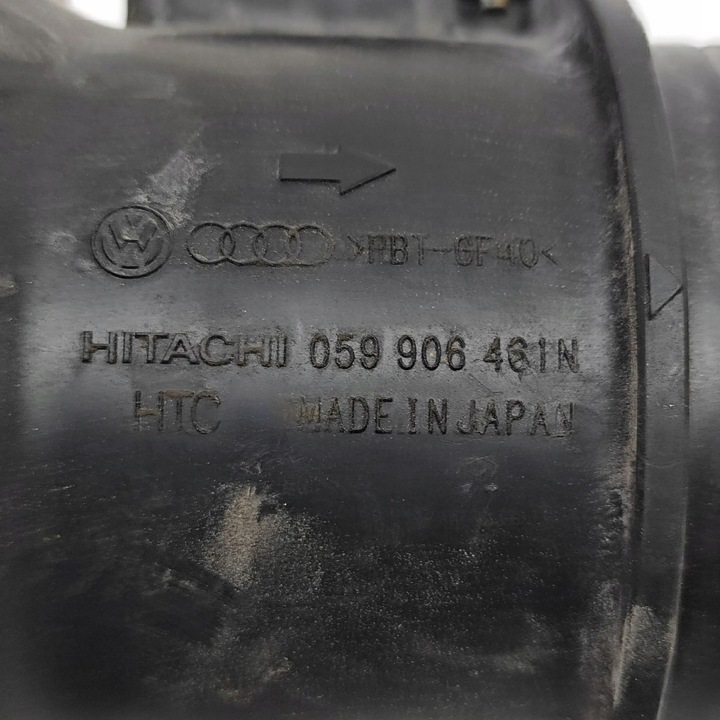 >PBT-GF40<
HITACHI 059 906 461N
HTC MADE IN JAPAN